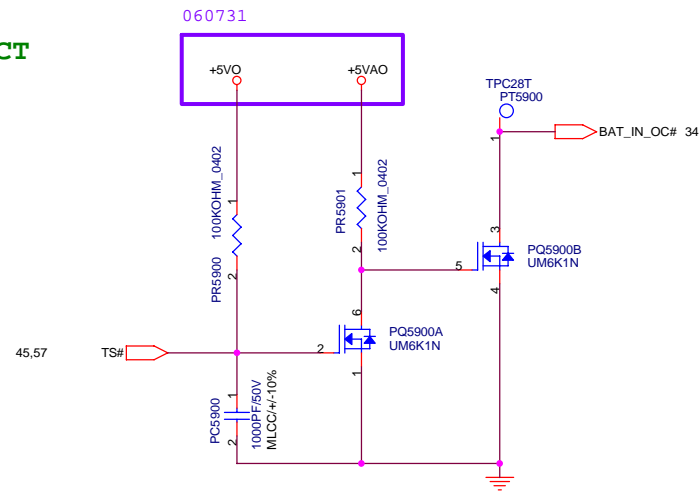 060731
CT
+5VO
+5VAO
TPC28T
PT5900
1
BAT_IN_OC# 34
1
100KOHM_0402
PR5900
2
1
PR5901
100KOHM_0402
2
3
5
PQ5900B
UM6K1N
4
6
PQ5900A
UM6K1N
2
1
45,57
TS#
1
PC5900
2
1000PF/50V
MLCC/+/-10%